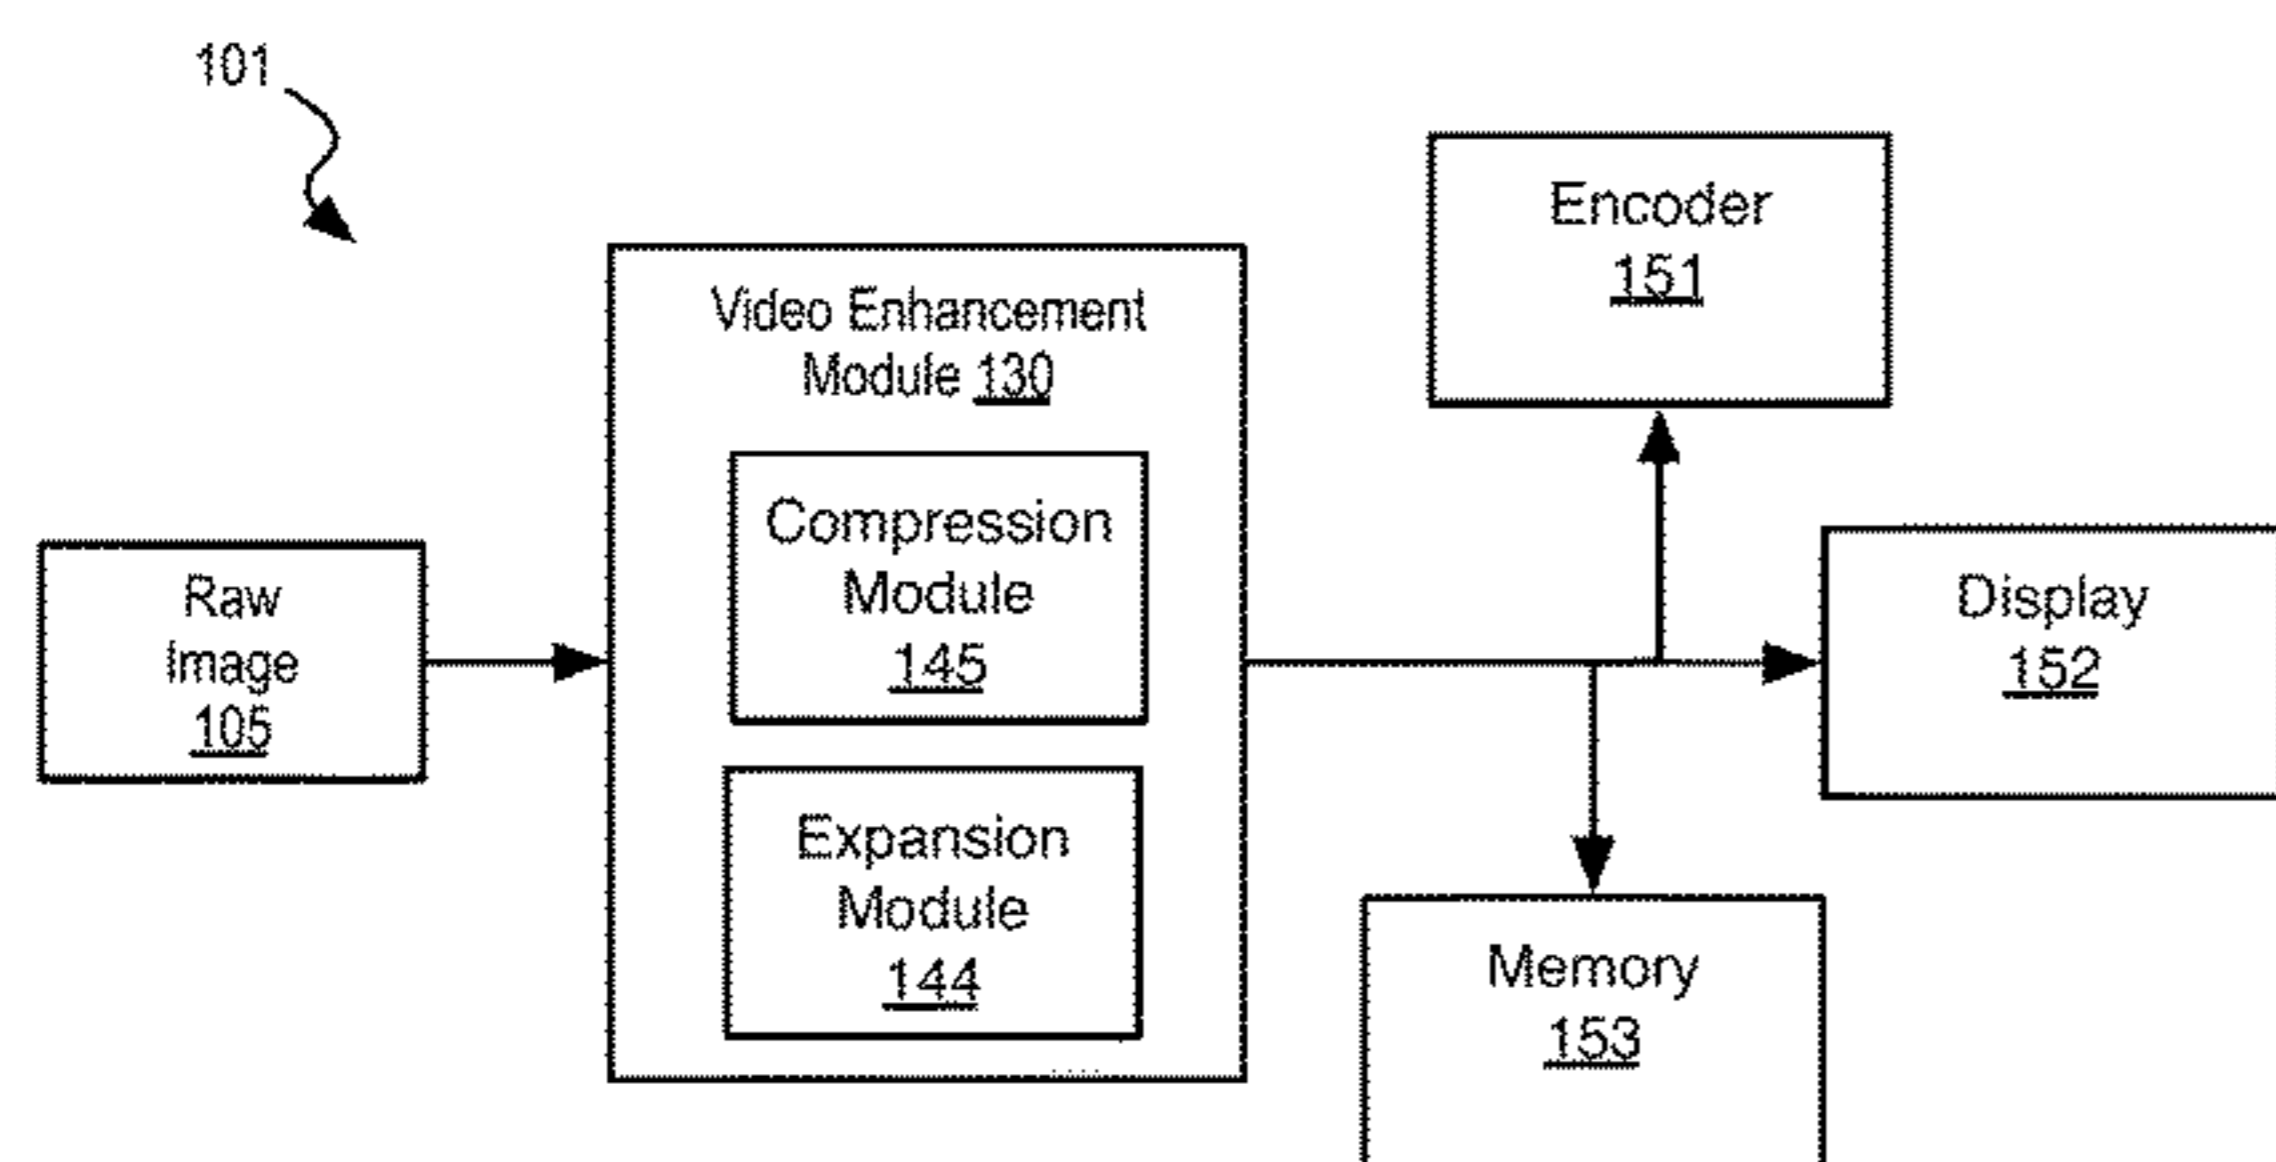 101
Raw
Image
105
Video Enhancement
Module 130
Compression
Module
145
Expansion
Module
144
Encoder
151
Display
152
Memory
153